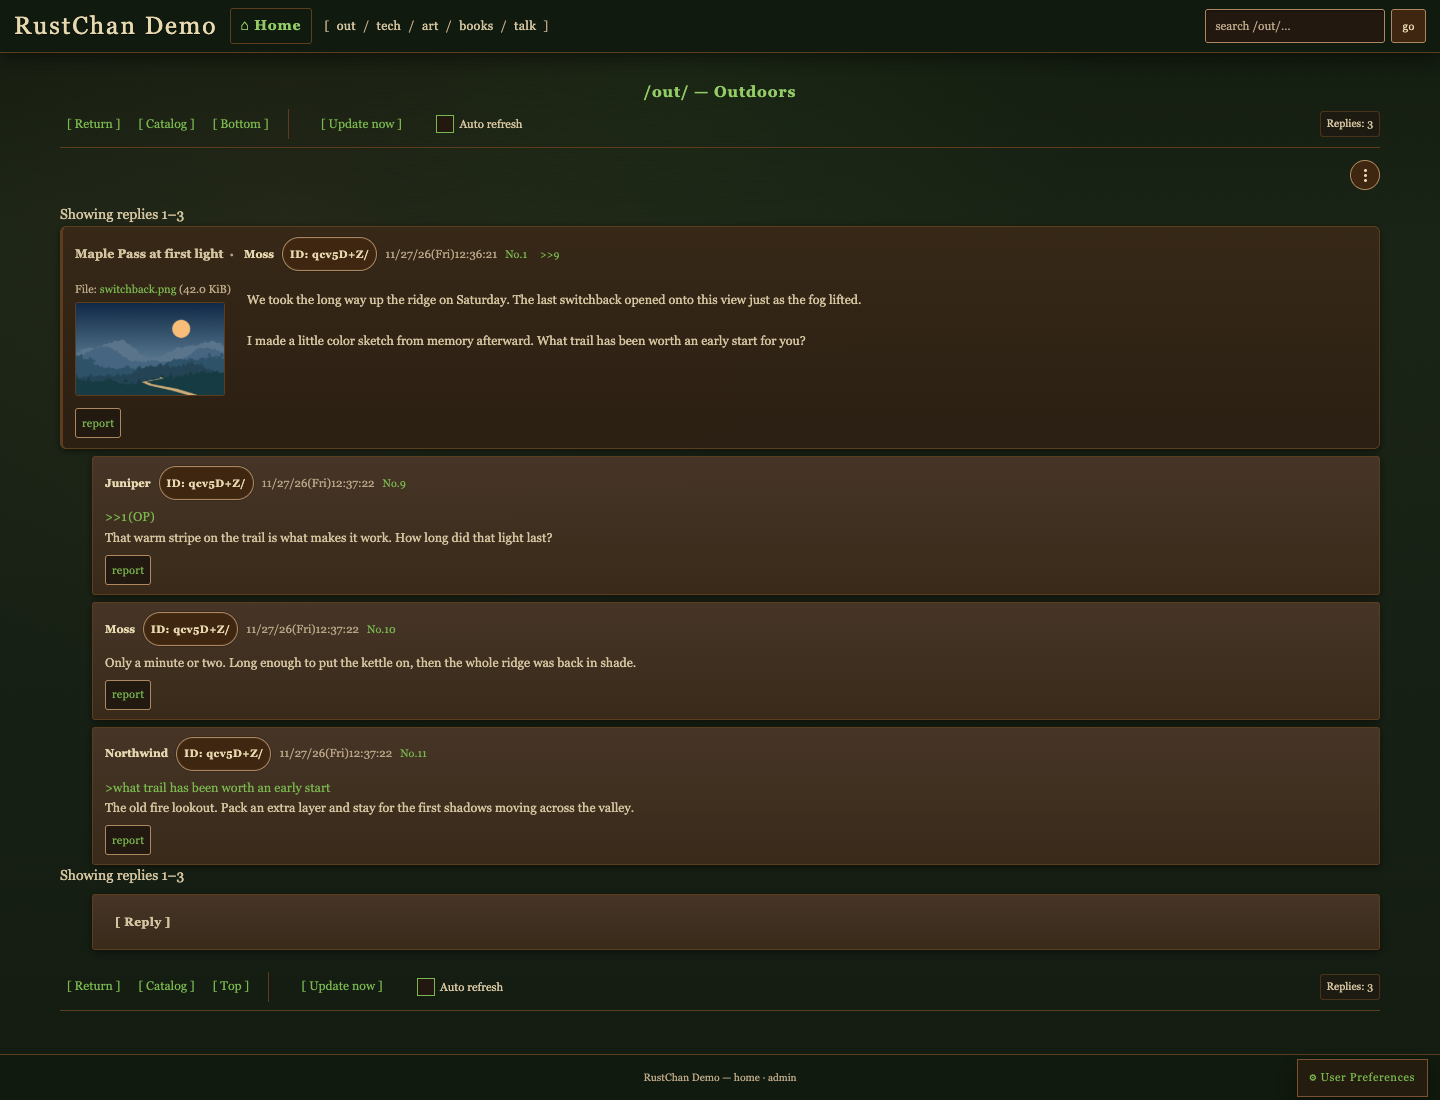 RustChan Demo ⌂ Home [ out / tech / art / books / talk ] search /out/... go
/out/ — Outdoors
[ Return ] [ Catalog ] [ Bottom ] [ Update now ] Auto refresh Replies: 3
Showing replies 1–3
Maple Pass at first light · Moss ID: qcv5D+Z/ 11/27/26(Fri)12:36:21 No.1 >>9
File: switchback.png (42.0 KiB)
We took the long way up the ridge on Saturday. The last switchback opened onto this view just as the fog lifted.
I made a little color sketch from memory afterward. What trail has been worth an early start for you?
report
Juniper ID: qcv5D+Z/ 11/27/26(Fri)12:37:22 No.9
>>1 (OP)
That warm stripe on the trail is what makes it work. How long did that light last?
report
Moss ID: qcv5D+Z/ 11/27/26(Fri)12:37:22 No.10
Only a minute or two. Long enough to put the kettle on, then the whole ridge was back in shade.
report
Northwind ID: qcv5D+Z/ 11/27/26(Fri)12:37:22 No.11
>what trail has been worth an early start
The old fire lookout. Pack an extra layer and stay for the first shadows moving across the valley.
report
Showing replies 1–3
[ Reply ]
[ Return ] [ Catalog ] [ Top ] [ Update now ] Auto refresh Replies: 3
RustChan Demo — home · admin
⚙ User Preferences